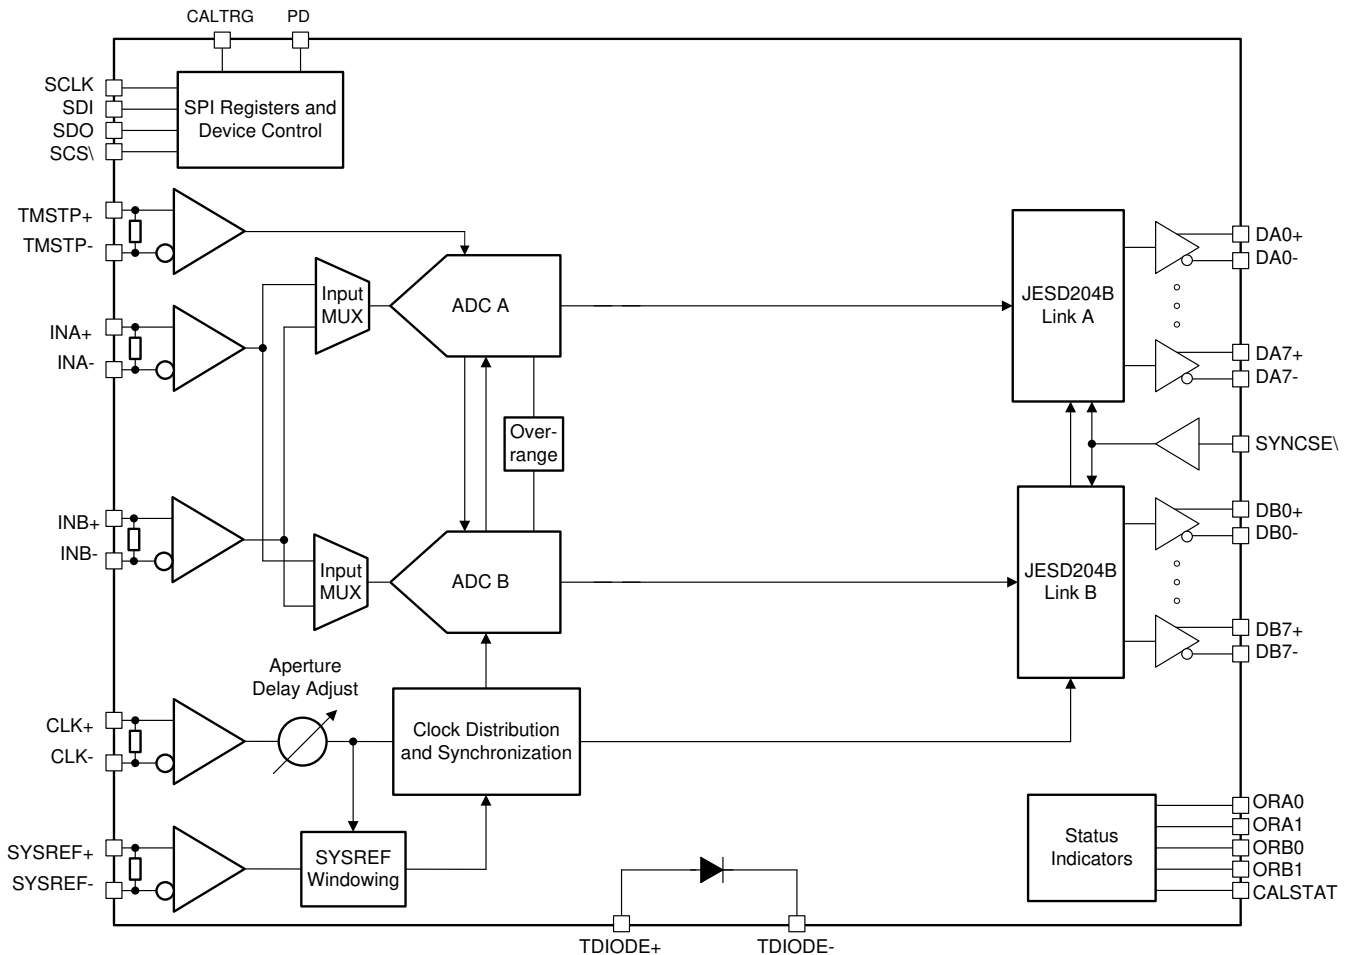 CALTRG
PD
SCLK
SDI
SDO
SCS\
SPI Registers and
Device Control
TMSTP+
TMSTP-
INA+
INA-
Input
MUX
ADC A
JESD204B
Link A
DA0+
DA0-
DA7+
DA7-
Over-
range
SYNCSE\
INB+
INB-
Input
MUX
ADC B
JESD204B
Link B
DB0+
DB0-
DB7+
DB7-
Aperture
Delay Adjust
CLK+
CLK-
Clock Distribution
and Synchronization
SYSREF+
SYSREF-
SYSREF
Windowing
Status
Indicators
ORA0
ORA1
ORB0
ORB1
CALSTAT
TDIODE+
TDIODE-